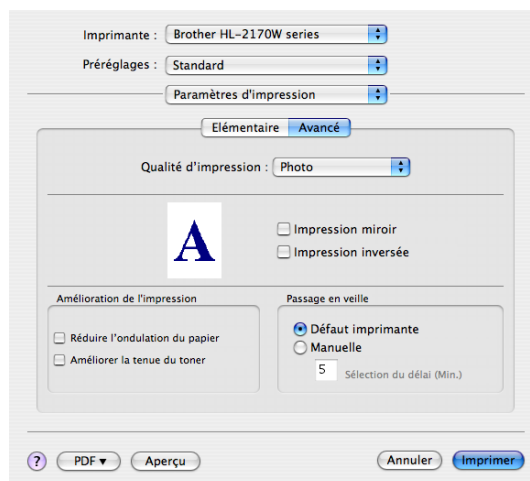 Imprimante : Brother HL-2170W series
Préréglages : Standard
Paramètres d'impression
Elémentaire Avancé
Qualité d'impression : Photo
A
Impression miroir
Impression inversée
Amélioration de l'impression
Réduire l'ondulation du papier
Améliorer la tenue du toner
Passage en veille
Défaut imprimante
Manuelle
5 Sélection du délai (Min.)
? PDF▼ Aperçu Annuler Imprimer